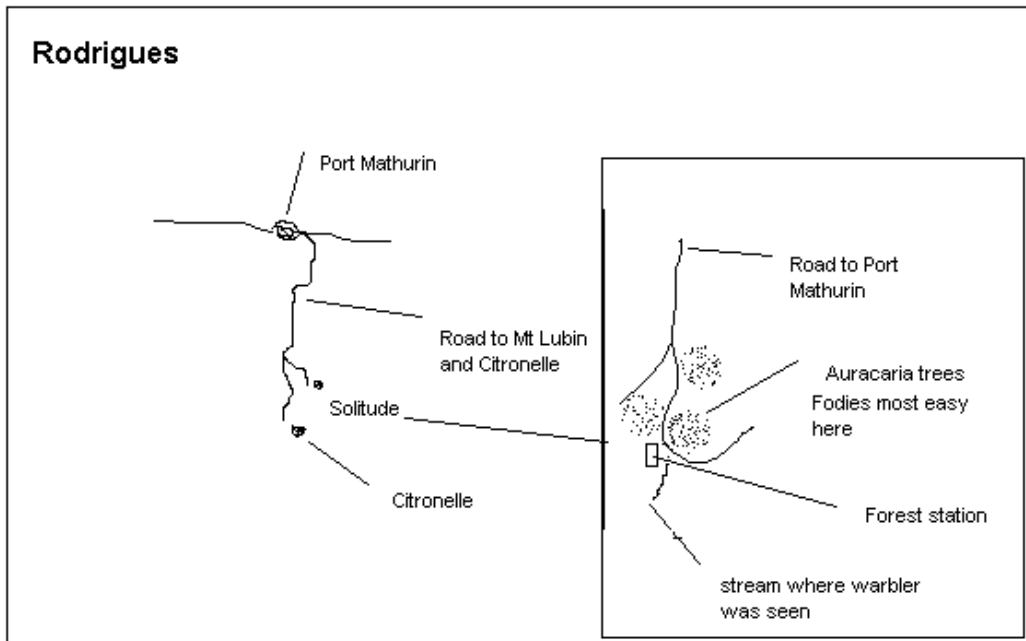 Rodrigues
Port Mathurin
Road to Mt Lubin
and Citronelle
Solitude
Citronelle
Road to Port
Mathurin
Auracaria trees
Fodies most easy
here
Forest station
stream where warbler
was seen